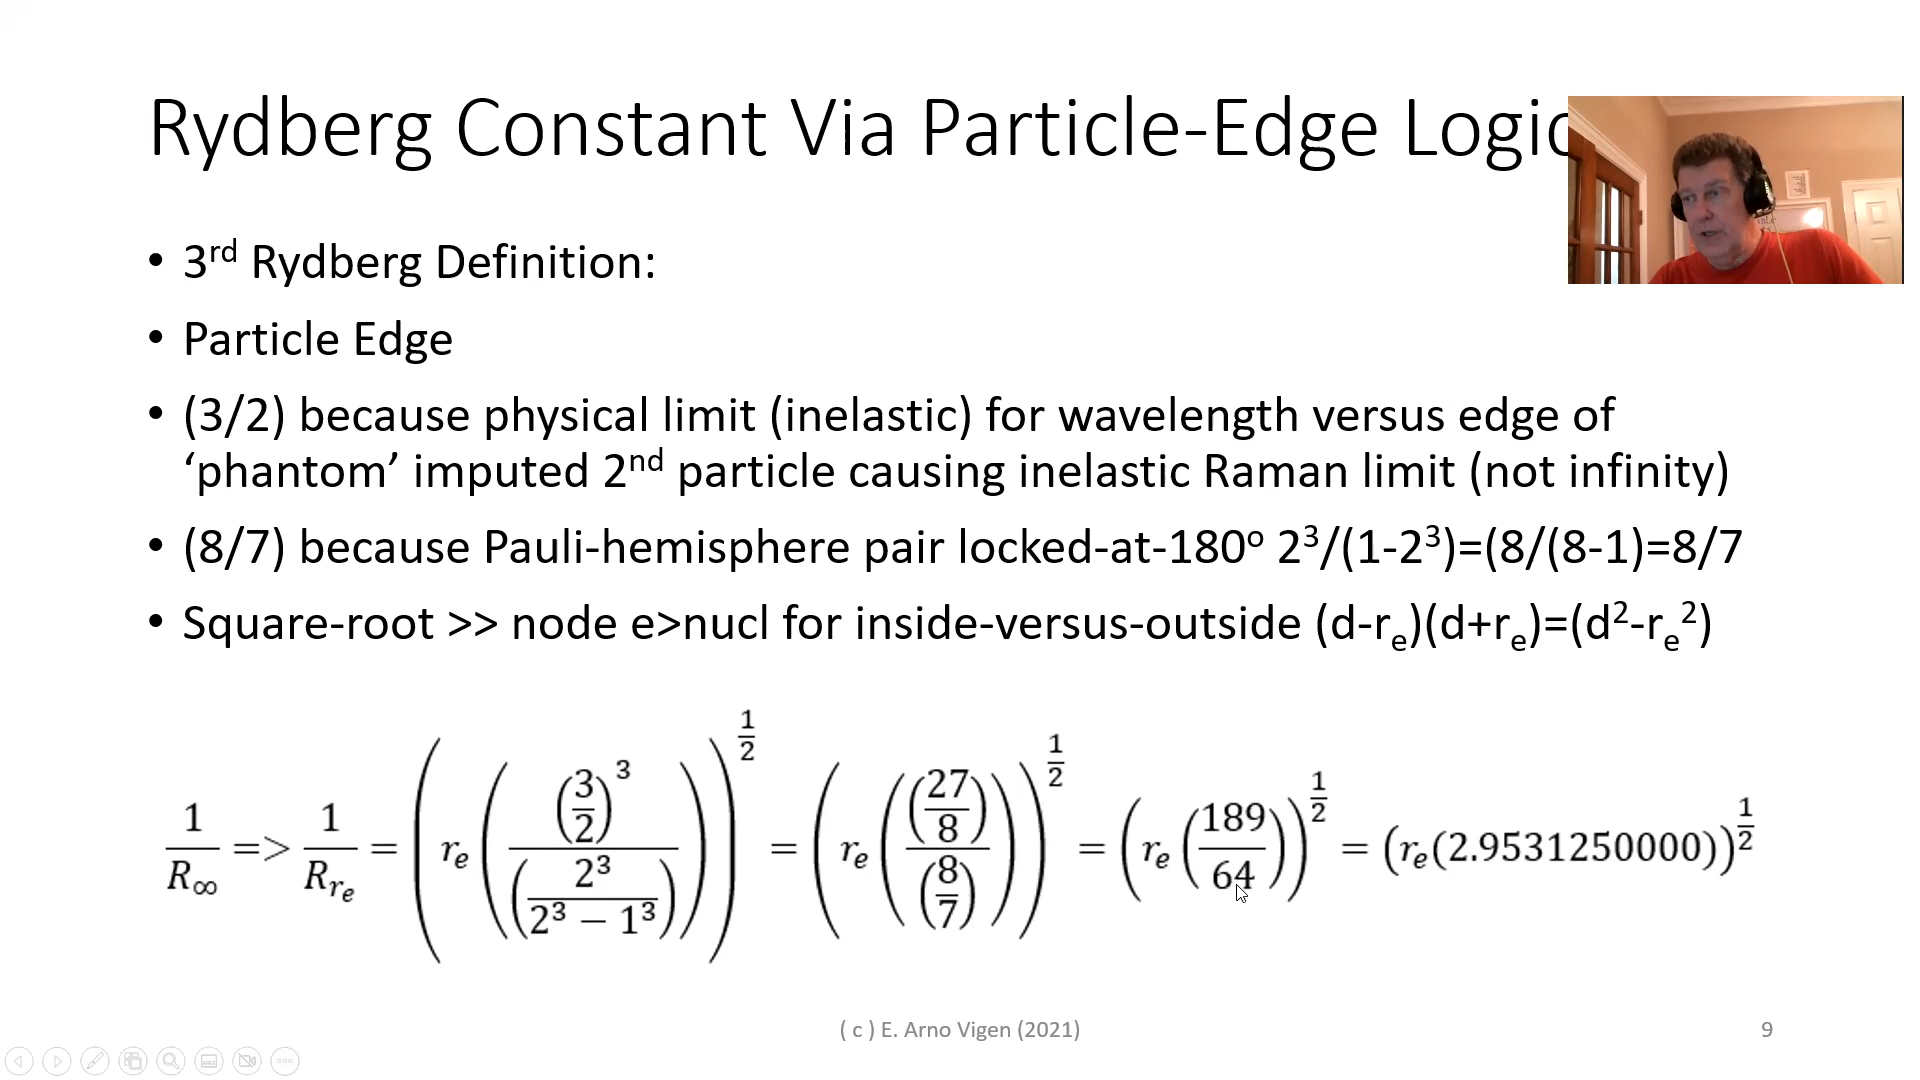 Rydberg Constant Via Particle-Edge Logic
• 3rd Rydberg Definition:
• Particle Edge
• (3/2) because physical limit (inelastic) for wavelength versus edge of
‘phantom’ imputed 2nd particle causing inelastic Raman limit (not infinity)
• (8/7) because Pauli-hemisphere pair locked-at-180º 2³/(1-2³)=(8/(8-1)=8/7
• Square-root >> node e>nucl for inside-versus-outside (d-rₑ)(d+rₑ)=(d²-rₑ²)
1/R∞ => 1/R_rₑ = (rₑ((3/2)³/(2³/(2³ − 1³))))^(1/2) = (rₑ((27/8)/(8/7)))^(1/2) = (rₑ(189/64))^(1/2) = (rₑ(2.9531250000))^(1/2)
( c ) E. Arno Vigen (2021)
9